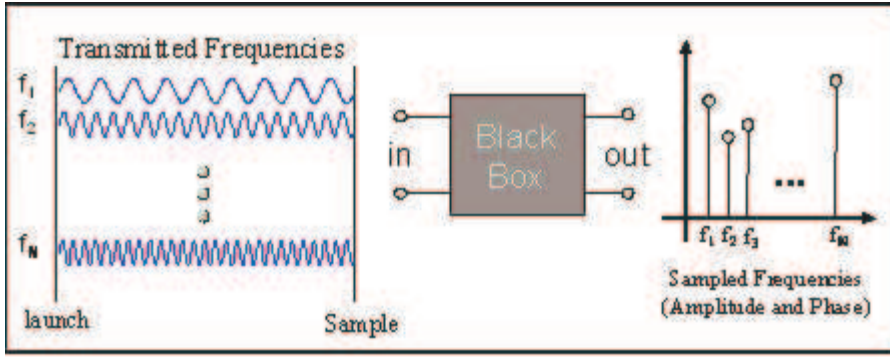 Transmitted Frequencies
f1
f2
fN
launch
Sample
in
Black
Box
out
...
f1 f2 f3 fN
Sampled Frequencies
(Amplitude and Phase)